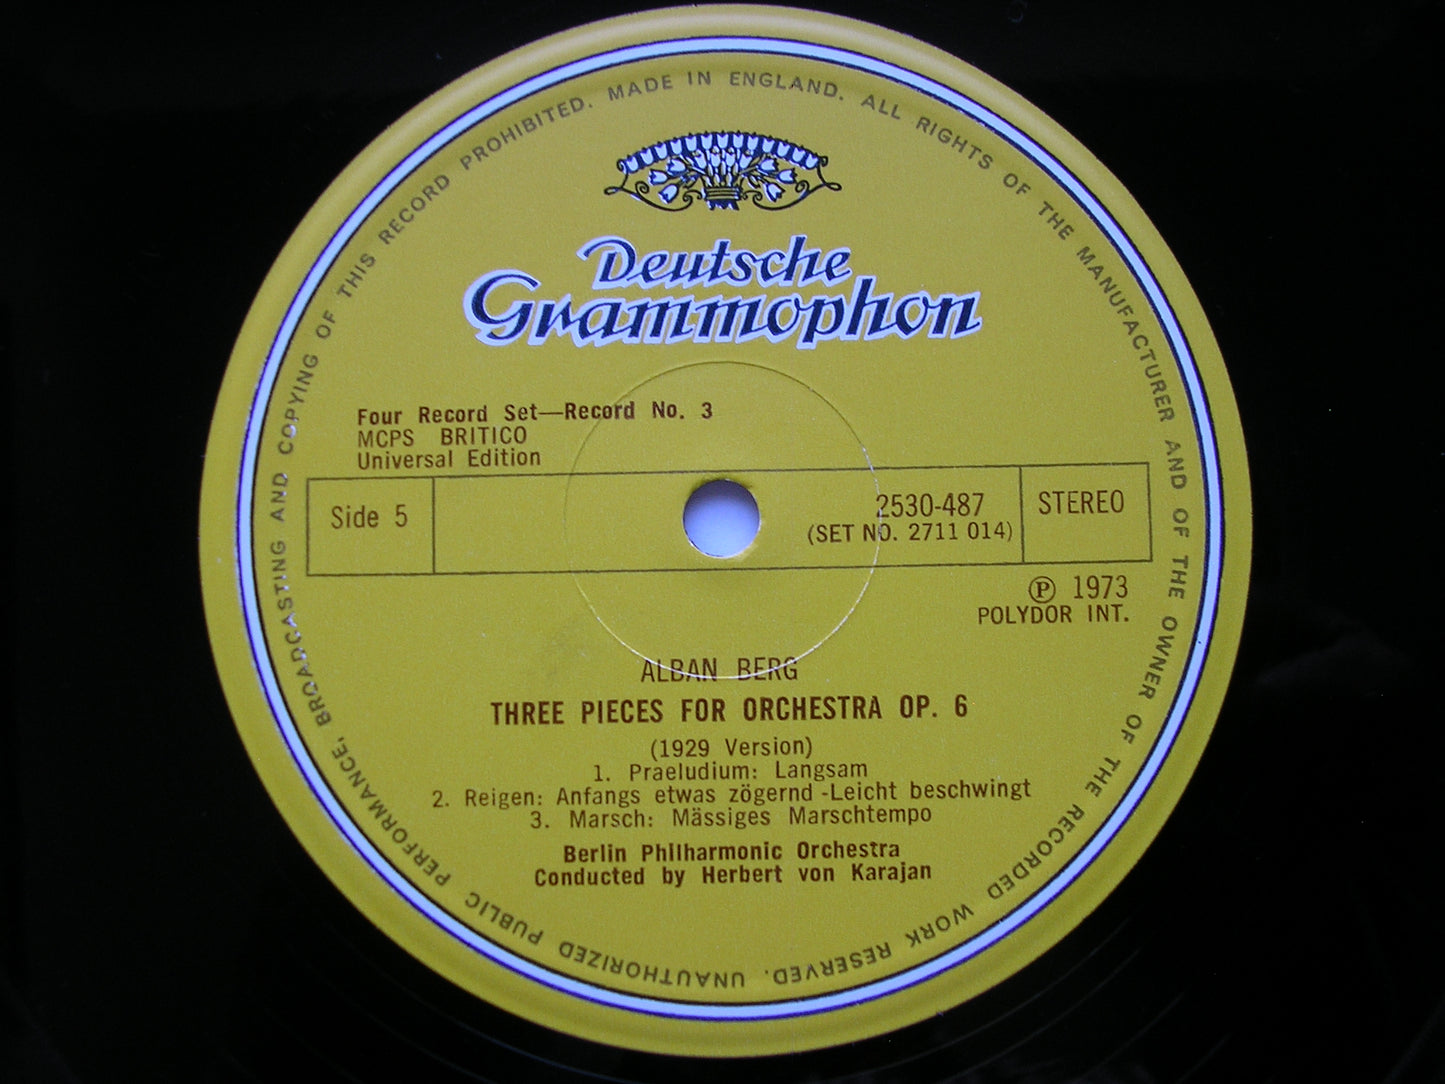 MADE IN ENGLAND. ALL RIGHTS OF THE MANUFACTURER AND OF THE OWNER OF THE RECORDED WORK RESERVED. UNAUTHORIZED PUBLIC PERFORMANCE, BROADCASTING AND COPYING OF THIS RECORD PROHIBITED.
Deutsche
Grammophon
Four Record Set—Record No. 3
MCPS BRITICO
Universal Edition
Side 5
2530-487
(SET NO. 2711 014)
STEREO
Ⓟ 1973
POLYDOR INT.
ALBAN BERG
THREE PIECES FOR ORCHESTRA OP. 6
(1929 Version)
1. Praeludium: Langsam
2. Reigen: Anfangs etwas zögernd -Leicht beschwingt
3. Marsch: Mässiges Marschtempo
Berlin Philharmonic Orchestra
Conducted by Herbert von Karajan